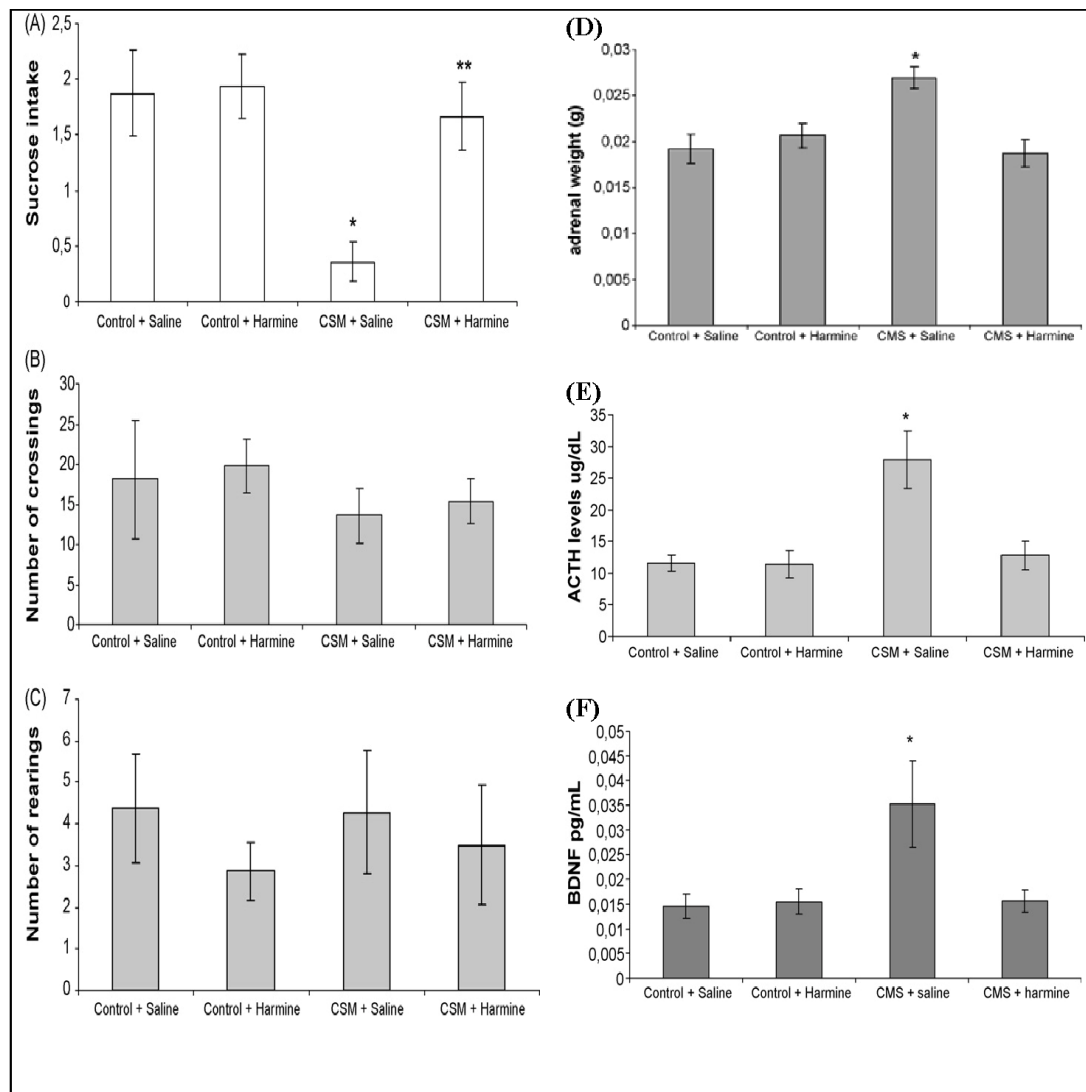 (A)
Sucrose intake
2,5
2
1,5
1
0,5
0
*
**
Control + Saline Control + Harmine CSM + Saline CSM + Harmine
(B)
Number of crossings
30
25
20
15
10
5
0
Control + Saline Control + Harmine CSM + Saline CSM + Harmine
(C)
Number of rearings
7
6
5
4
3
2
1
0
Control + Saline Control + Harmine CSM + Saline CSM + Harmine
(D)
adrenal weight (g)
0,03
0,025
0,02
0,015
0,01
0,005
0
*
Control + Saline Control + Harmine CMS + Saline CMS + Harmine
(E)
ACTH levels ug/dL
35
30
25
20
15
10
5
0
*
Control + Saline Control + Harmine CSM + Saline CSM + Harmine
(F)
BDNF pg/mL
0,05
0,045
0,04
0,035
0,03
0,025
0,02
0,015
0,01
0,005
0
*
Control + Saline Control + Harmine CMS + saline CMS + harmine